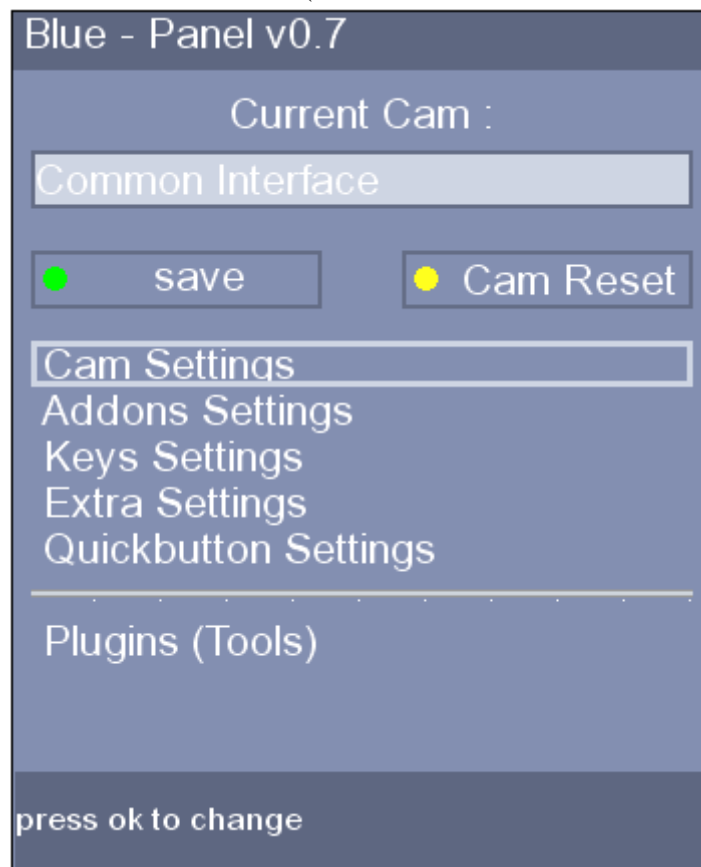 Blue - Panel v0.7
Current Cam :
Common Interface
save
Cam Reset
Cam Settings
Addons Settings
Keys Settings
Extra Settings
Quickbutton Settings
Plugins (Tools)
press ok to change